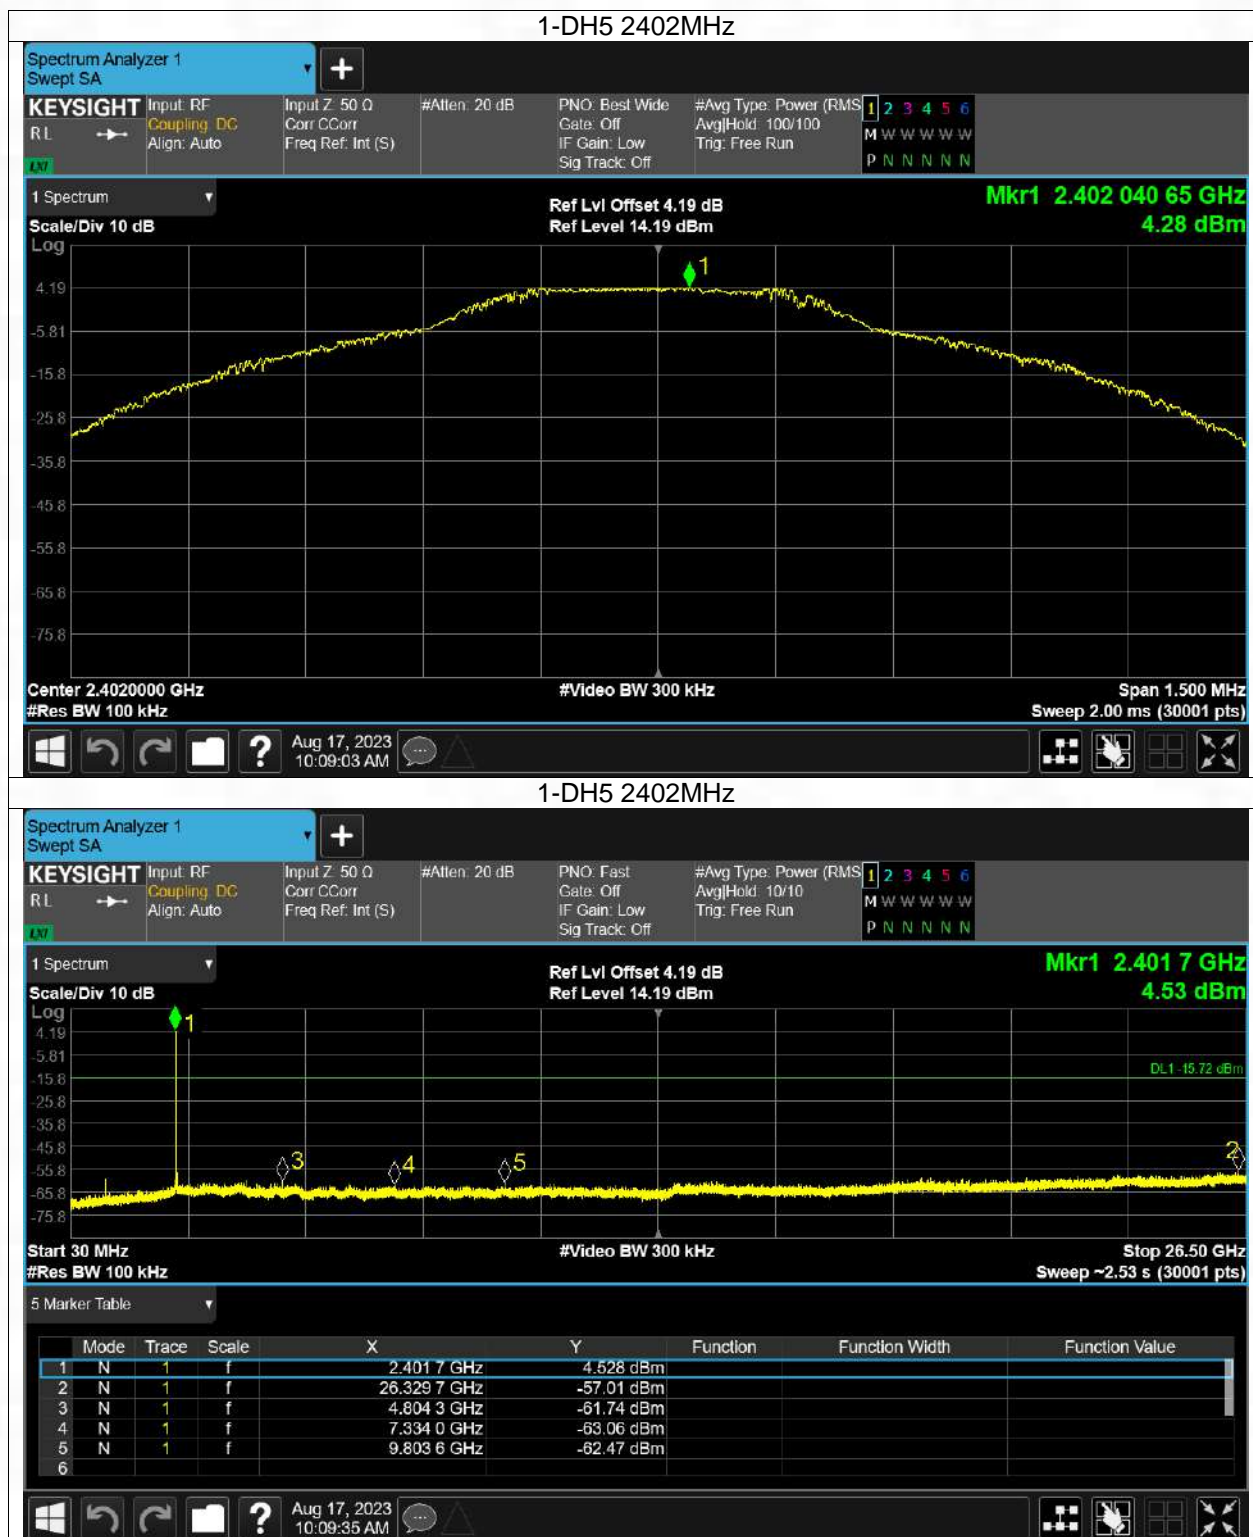 1-DH5 2402MHz
Spectrum Analyzer 1
Swept SA
KEYSIGHT Input: RF Input Z: 50 Ω #Atten: 20 dB PNO: Best Wide #Avg Type: Power (RMS 1 2 3 4 5 6
RL Coupling: DC Corr CCorr Gate: Off Avg|Hold: 100/100 M W W W W W
Align: Auto Freq Ref: Int (S) IF Gain: Low Trig: Free Run
LXI Sig Track: Off P N N N N N
1 Spectrum Ref Lvl Offset 4.19 dB Mkr1 2.402 040 65 GHz
Scale/Div 10 dB Ref Level 14.19 dBm 4.28 dBm
Log
1
4.19
-5.81
-15.8
-25.8
-35.8
-45.8
-55.8
-65.8
-75.8
Center 2.4020000 GHz #Video BW 300 kHz Span 1.500 MHz
#Res BW 100 kHz Sweep 2.00 ms (30001 pts)
? Aug 17, 2023
10:09:03 AM
1-DH5 2402MHz
Spectrum Analyzer 1
Swept SA
KEYSIGHT Input: RF Input Z: 50 Ω #Atten: 20 dB PNO: Fast #Avg Type: Power (RMS 1 2 3 4 5 6
RL Coupling: DC Corr CCorr Gate: Off Avg|Hold: 10/10 M W W W W W
Align: Auto Freq Ref: Int (S) IF Gain: Low Trig: Free Run
LXI Sig Track: Off P N N N N N
1 Spectrum Ref Lvl Offset 4.19 dB Mkr1 2.401 7 GHz
Scale/Div 10 dB Ref Level 14.19 dBm 4.53 dBm
Log
1
4.19
-5.81
DL1 -15.72 dBm
-15.8
-25.8
-35.8
-45.8
3 4 5 2
-55.8
-65.8
-75.8
Start 30 MHz #Video BW 300 kHz Stop 26.50 GHz
#Res BW 100 kHz Sweep ~2.53 s (30001 pts)
5 Marker Table
Mode Trace Scale X Y Function Function Width Function Value
1 N 1 f 2.401 7 GHz 4.528 dBm
2 N 1 f 26.329 7 GHz -57.01 dBm
3 N 1 f 4.804 3 GHz -61.74 dBm
4 N 1 f 7.334 0 GHz -63.06 dBm
5 N 1 f 9.803 6 GHz -62.47 dBm
6
? Aug 17, 2023
10:09:35 AM